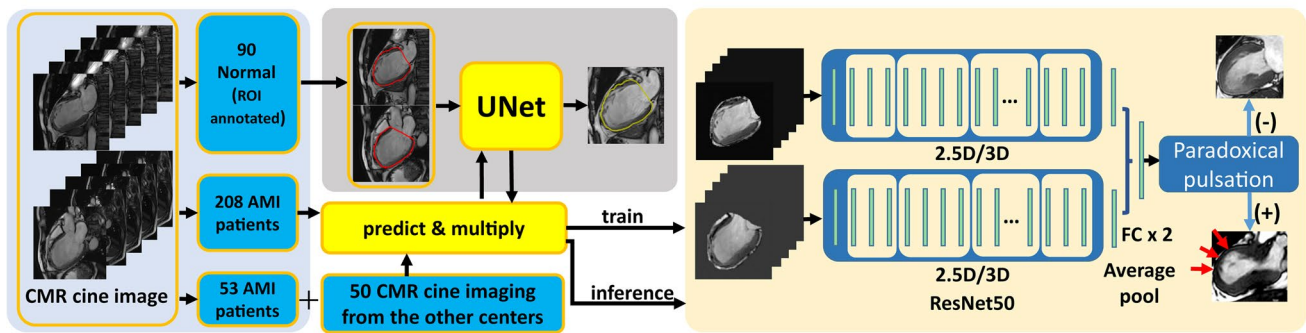 90
Normal
(ROI
annotated)
208 AMI
patients
CMR cine image
53 AMI
patients
+
UNet
predict & multiply
50 CMR cine imaging
from the other centers
train
inference
...
2.5D/3D
...
2.5D/3D
ResNet50
FC x 2
Average
pool
(-)
Paradoxical
pulsation
(+)